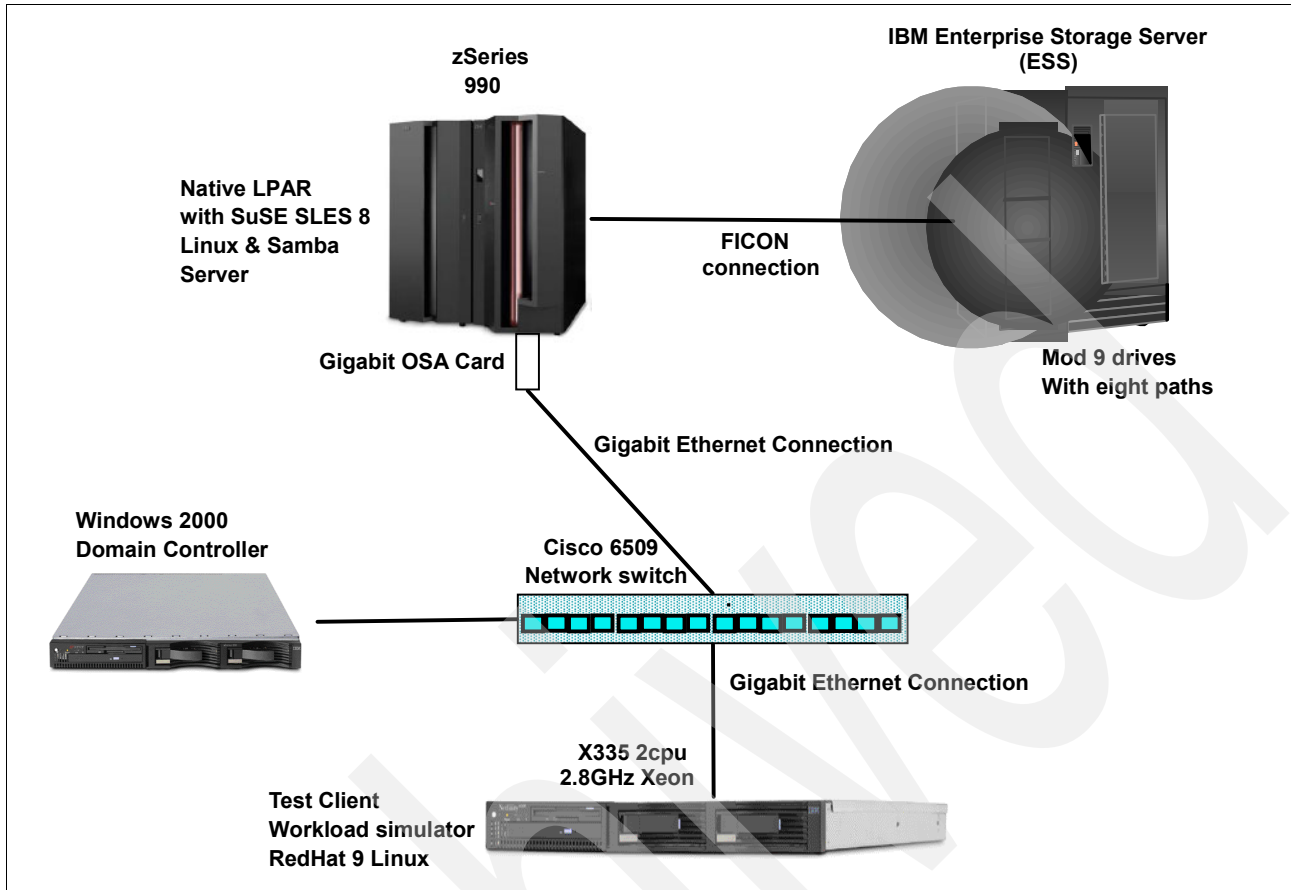 zSeries
990
IBM Enterprise Storage Server
(ESS)
Native LPAR
with SuSE SLES 8
Linux & Samba
Server
FICON
connection
Gigabit OSA Card
Mod 9 drives
With eight paths
Gigabit Ethernet Connection
Windows 2000
Domain Controller
Cisco 6509
Network switch
Gigabit Ethernet Connection
X335 2cpu
2.8GHz Xeon
Test Client
Workload simulator
RedHat 9 Linux